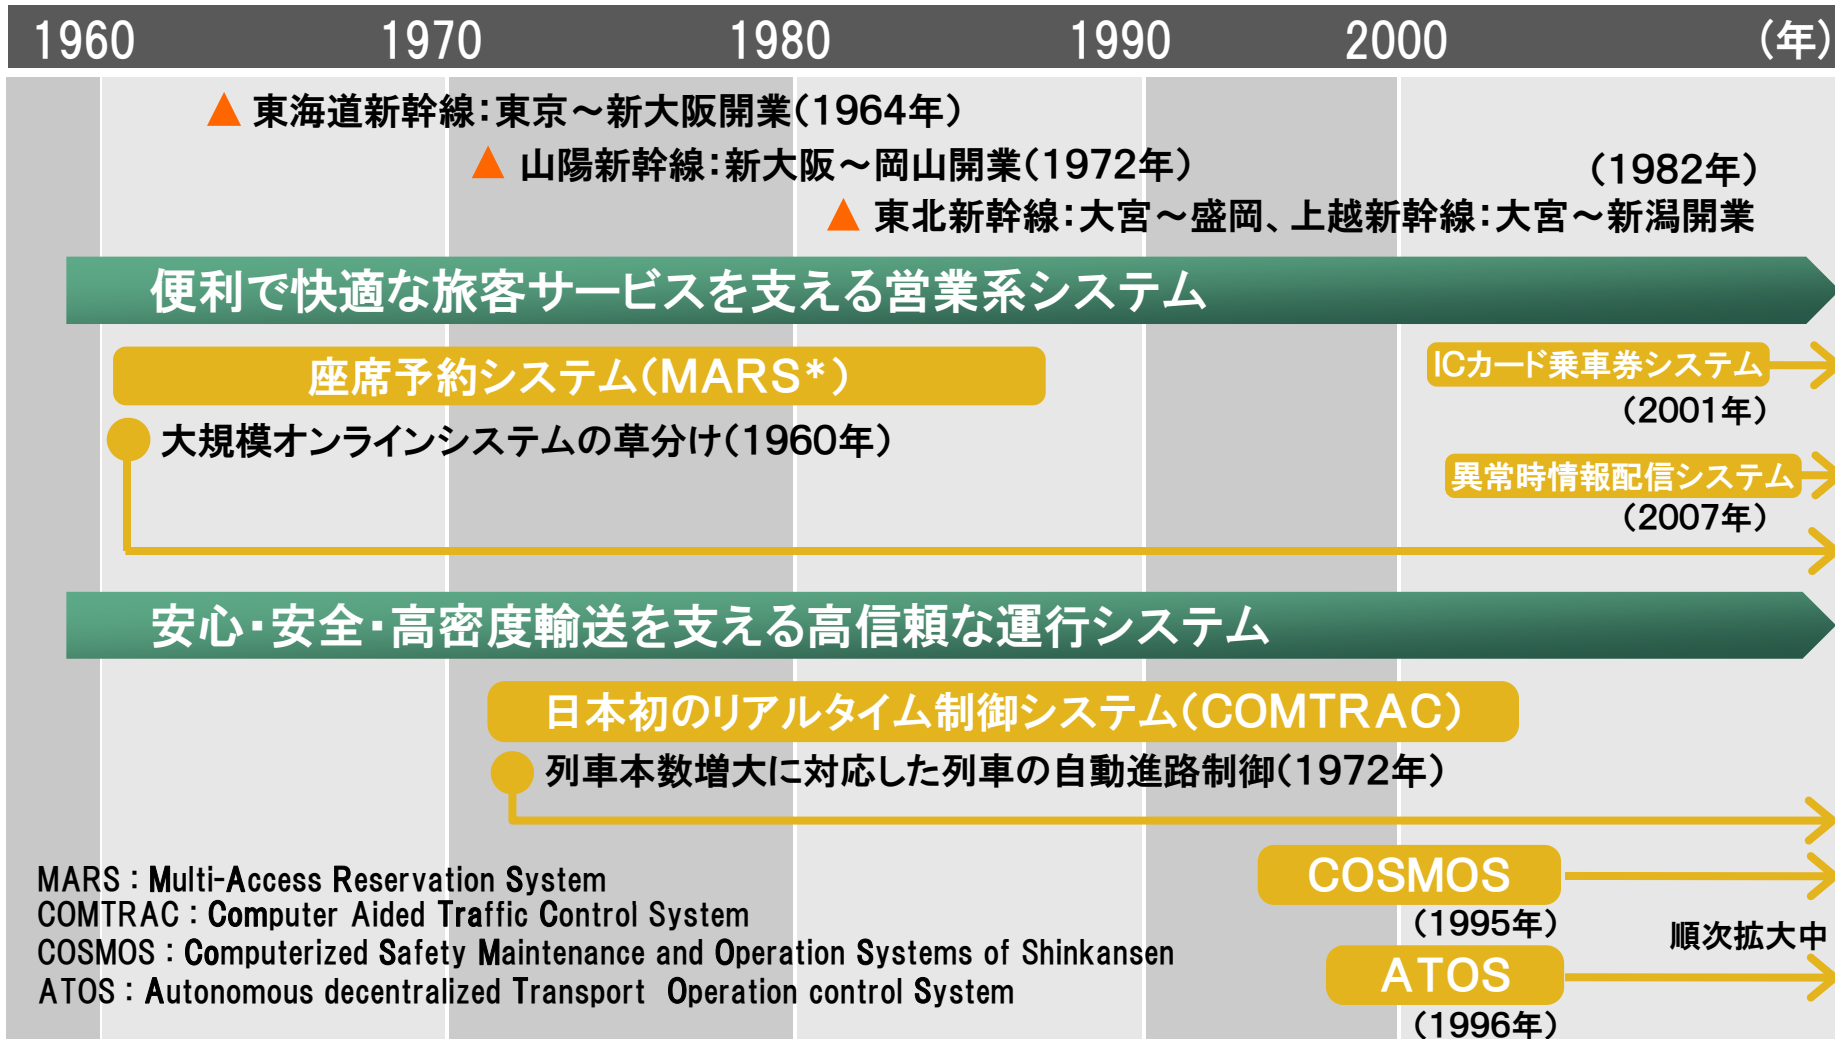 1960 1970 1980 1990 2000 (年)
▲ 東海道新幹線：東京～新大阪開業(1964年)
▲ 山陽新幹線：新大阪～岡山開業(1972年)
(1982年)
▲ 東北新幹線：大宮～盛岡、上越新幹線：大宮～新潟開業
便利で快適な旅客サービスを支える営業系システム
座席予約システム(MARS*)
大規模オンラインシステムの草分け(1960年)
ICカード乗車券システム
(2001年)
異常時情報配信システム
(2007年)
安心・安全・高密度輸送を支える高信頼な運行システム
日本初のリアルタイム制御システム(COMTRAC)
列車本数増大に対応した列車の自動進路制御(1972年)
COSMOS
(1995年)
順次拡大中
ATOS
(1996年)
MARS : Multi-Access Reservation System
COMTRAC : Computer Aided Traffic Control System
COSMOS : Computerized Safety Maintenance and Operation Systems of Shinkansen
ATOS : Autonomous decentralized Transport Operation control System